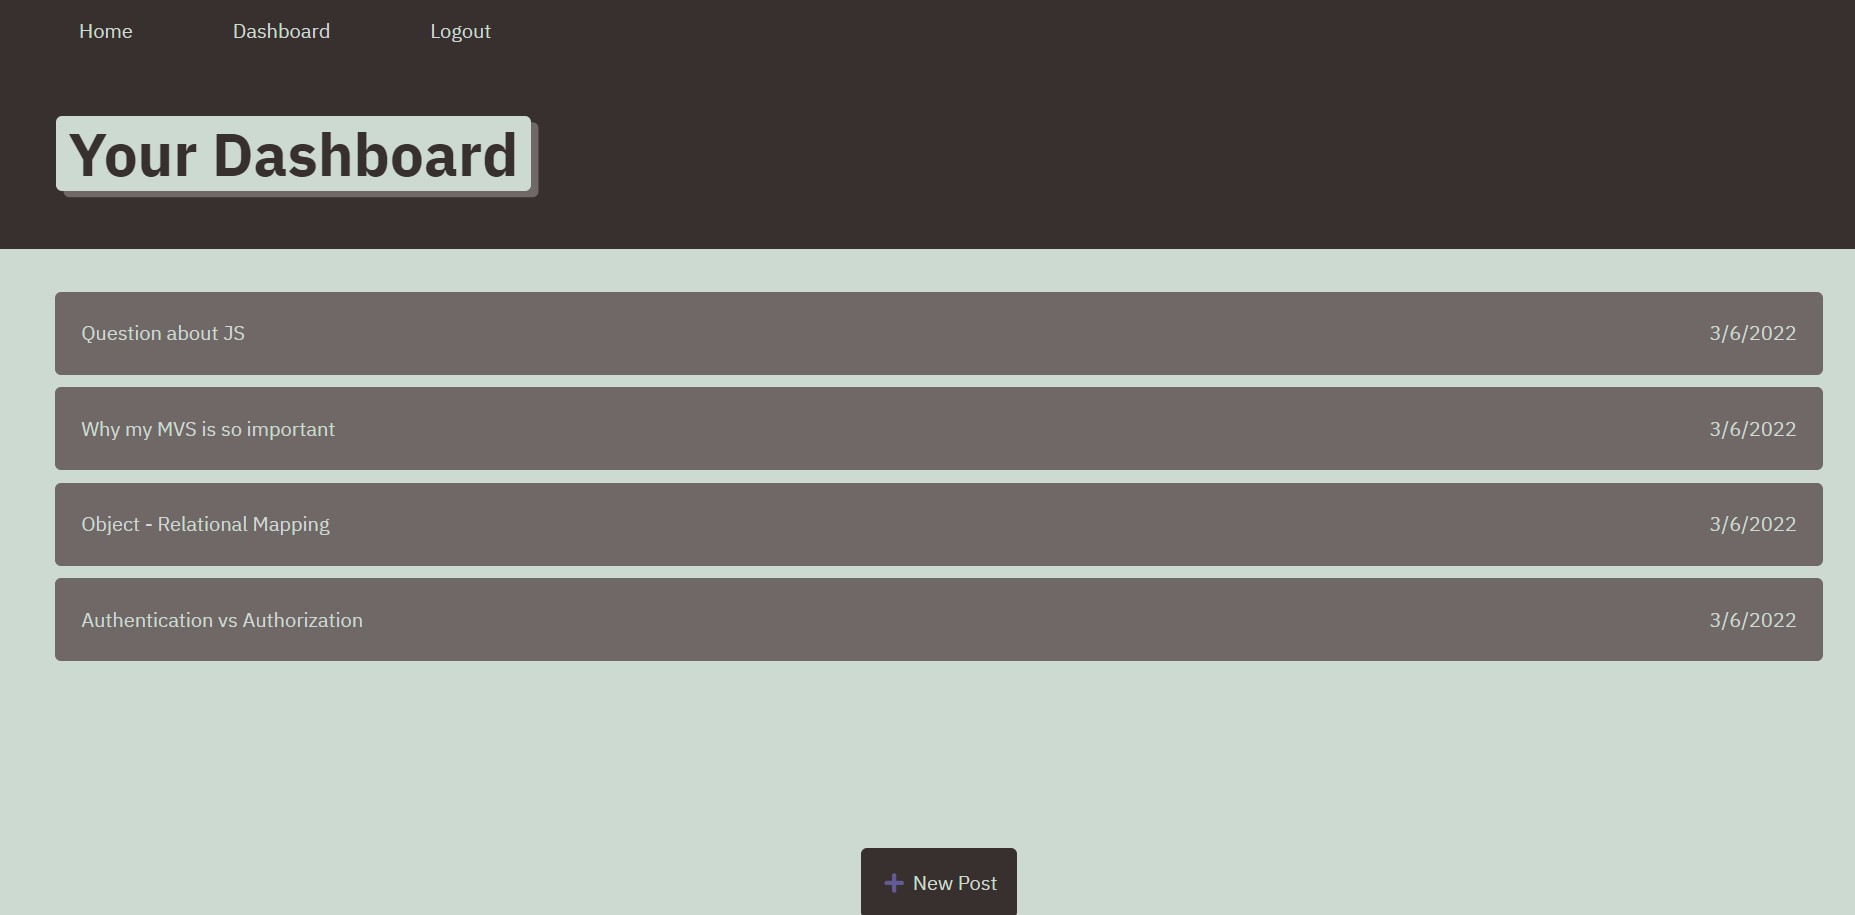 Home Dashboard Logout
Your Dashboard
Question about JS 3/6/2022
Why my MVS is so important 3/6/2022
Object - Relational Mapping 3/6/2022
Authentication vs Authorization 3/6/2022
New Post